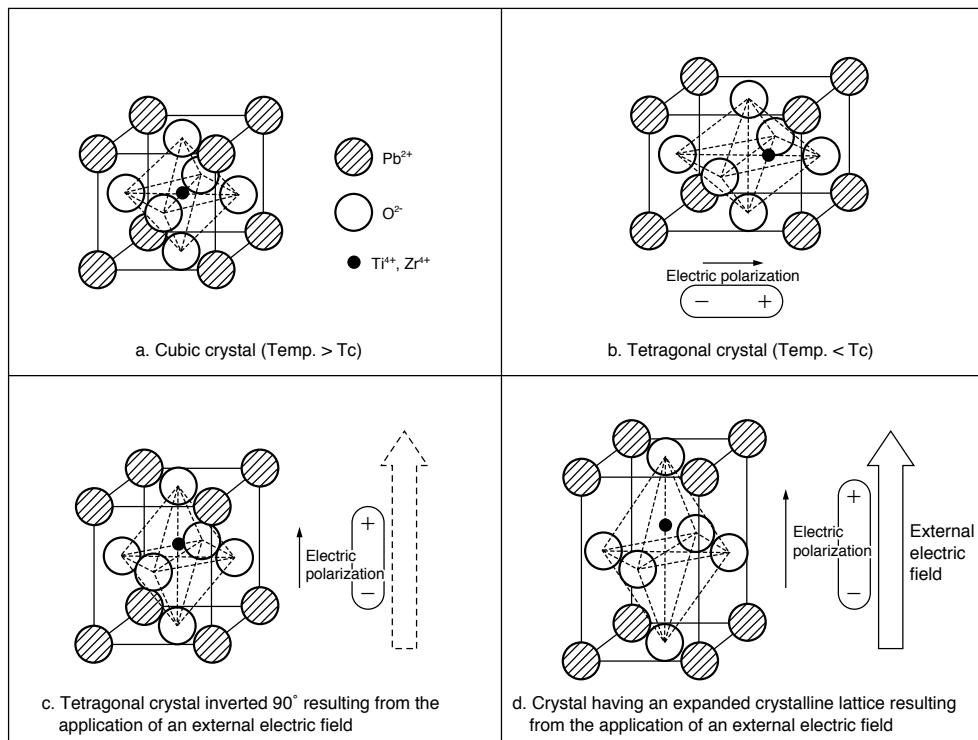 Pb²⁺
O²⁻
Ti⁴⁺, Zr⁴⁺
a. Cubic crystal (Temp. > Tc)
Electric polarization
− +
b. Tetragonal crystal (Temp. < Tc)
Electric
polarization
+
−
c. Tetragonal crystal inverted 90˚ resulting from the
application of an external electric field
Electric
polarization
+
−
External
electric
field
d. Crystal having an expanded crystalline lattice resulting
from the application of an external electric field